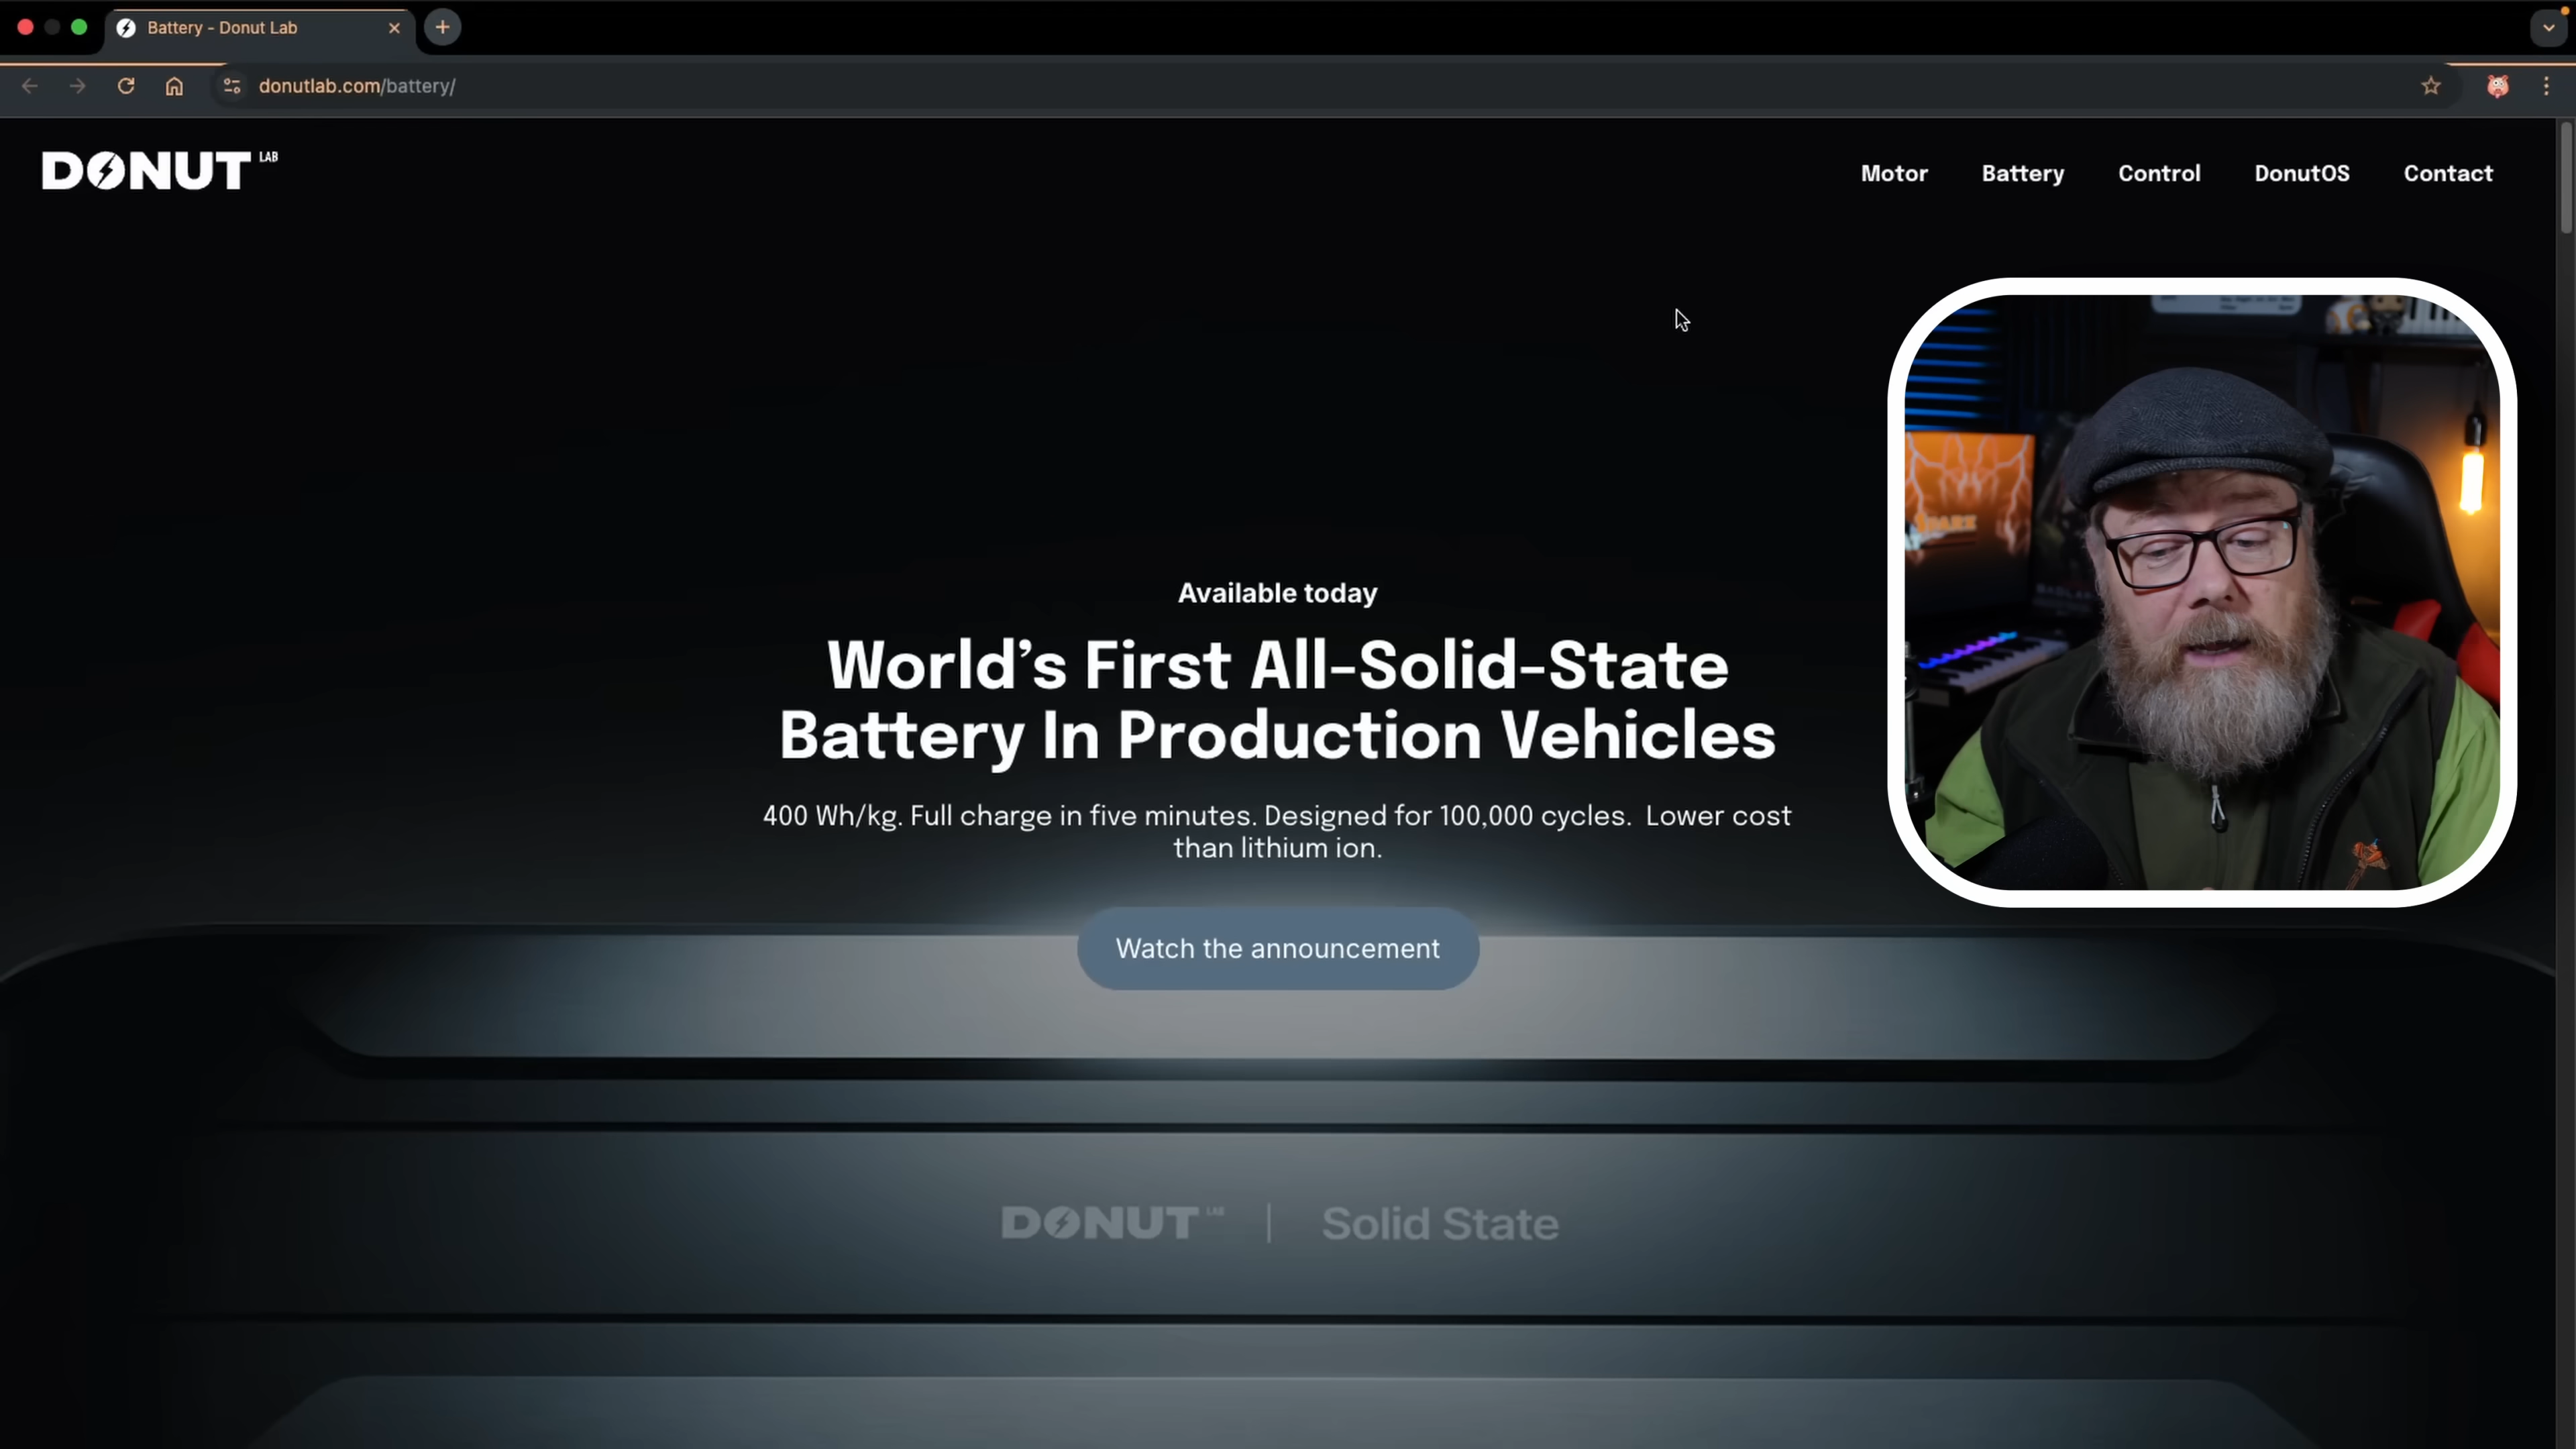 Battery - Donut Lab
donutlab.com/battery/
DONUT LAB
Motor Battery Control DonutOS Contact
Available today
World's First All-Solid-State
Battery In Production Vehicles
400 Wh/kg. Full charge in five minutes. Designed for 100,000 cycles. Lower cost
than lithium ion.
Watch the announcement
DONUT LAB | Solid State